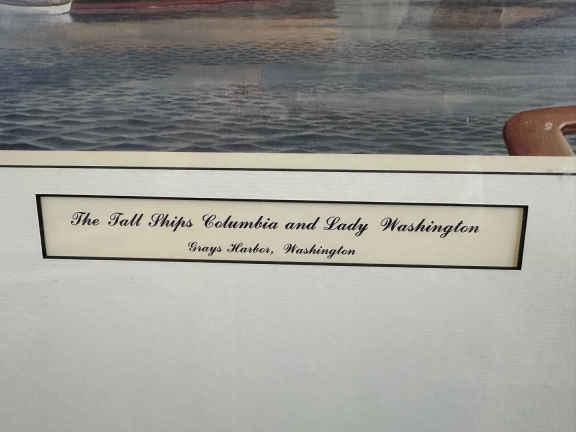 The Tall Ships Columbia and Lady Washington
Grays Harbor, Washington